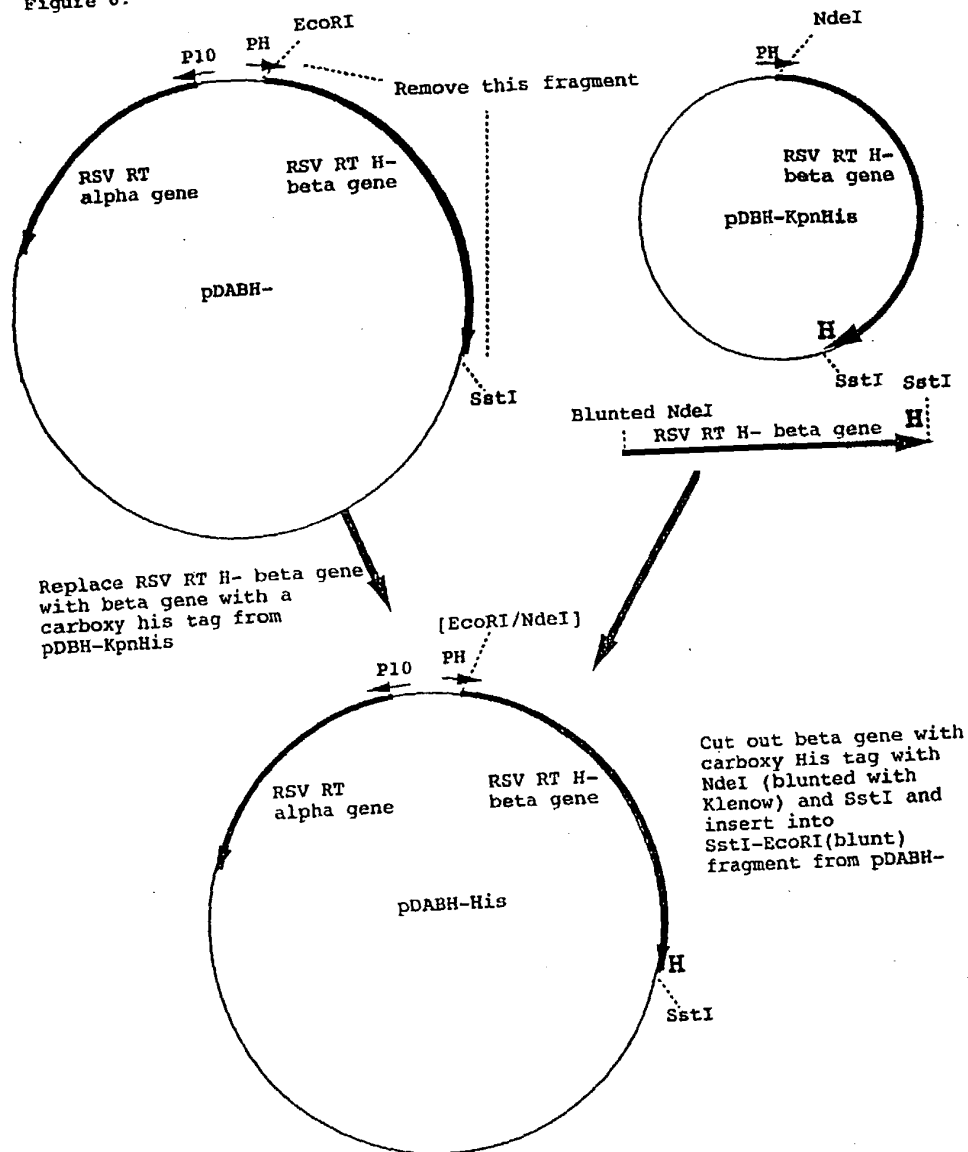 Figure 6.
EcoRI
P10
PH
Remove this fragment
RSV RT
alpha gene
RSV RT H-
beta gene
pDABH-
SstI
NdeI
PH
RSV RT H-
beta gene
pDBH-KpnHis
H
SstI
SstI
Blunted NdeI
RSV RT H- beta gene
H
Replace RSV RT H- beta gene
with beta gene with a
carboxy his tag from
pDBH-KpnHis
[EcoRI/NdeI]
P10
PH
RSV RT
alpha gene
RSV RT H-
beta gene
pDABH-His
H
SstI
Cut out beta gene with
carboxy His tag with
NdeI (blunted with
Klenow) and SstI and
insert into
SstI-EcoRI(blunt)
fragment from pDABH-